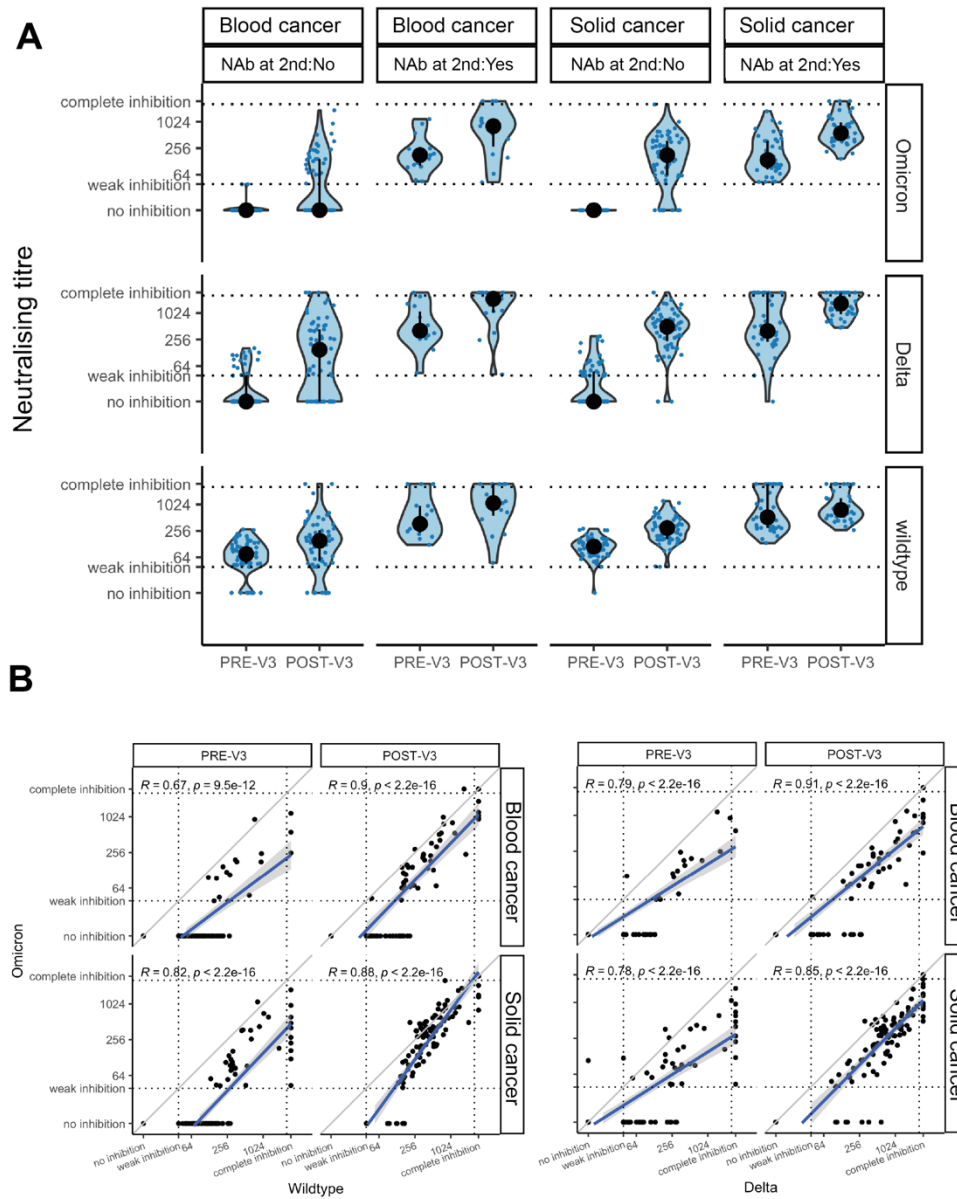 A
Blood cancer Blood cancer Solid cancer Solid cancer
NAb at 2nd:No NAb at 2nd:Yes NAb at 2nd:No NAb at 2nd:Yes
Neutralising titre
complete inhibition
1024
256
64
weak inhibition
no inhibition
Omicron
complete inhibition
1024
256
64
weak inhibition
no inhibition
Delta
complete inhibition
1024
256
64
weak inhibition
no inhibition
wildtype
PRE-V3 POST-V3 PRE-V3 POST-V3 PRE-V3 POST-V3 PRE-V3 POST-V3
B
PRE-V3 POST-V3 PRE-V3 POST-V3
R = 0.67, p = 9.5e-12 R = 0.9, p < 2.2e-16 R = 0.79, p < 2.2e-16 R = 0.91, p < 2.2e-16
complete inhibition
1024
256
64
weak inhibition
no inhibition
Blood cancer
Blood cancer
Omicron
R = 0.82, p < 2.2e-16 R = 0.88, p < 2.2e-16 R = 0.78, p < 2.2e-16 R = 0.85, p < 2.2e-16
complete inhibition
1024
256
64
weak inhibition
no inhibition
Solid cancer
Solid cancer
no inhibition weak inhibition 64 256 1024 complete inhibition no inhibition weak inhibition 64 256 1024 complete inhibition
no inhibition weak inhibition 64 256 1024 complete inhibition no inhibition weak inhibition 64 256 1024 complete inhibition
Wildtype Delta